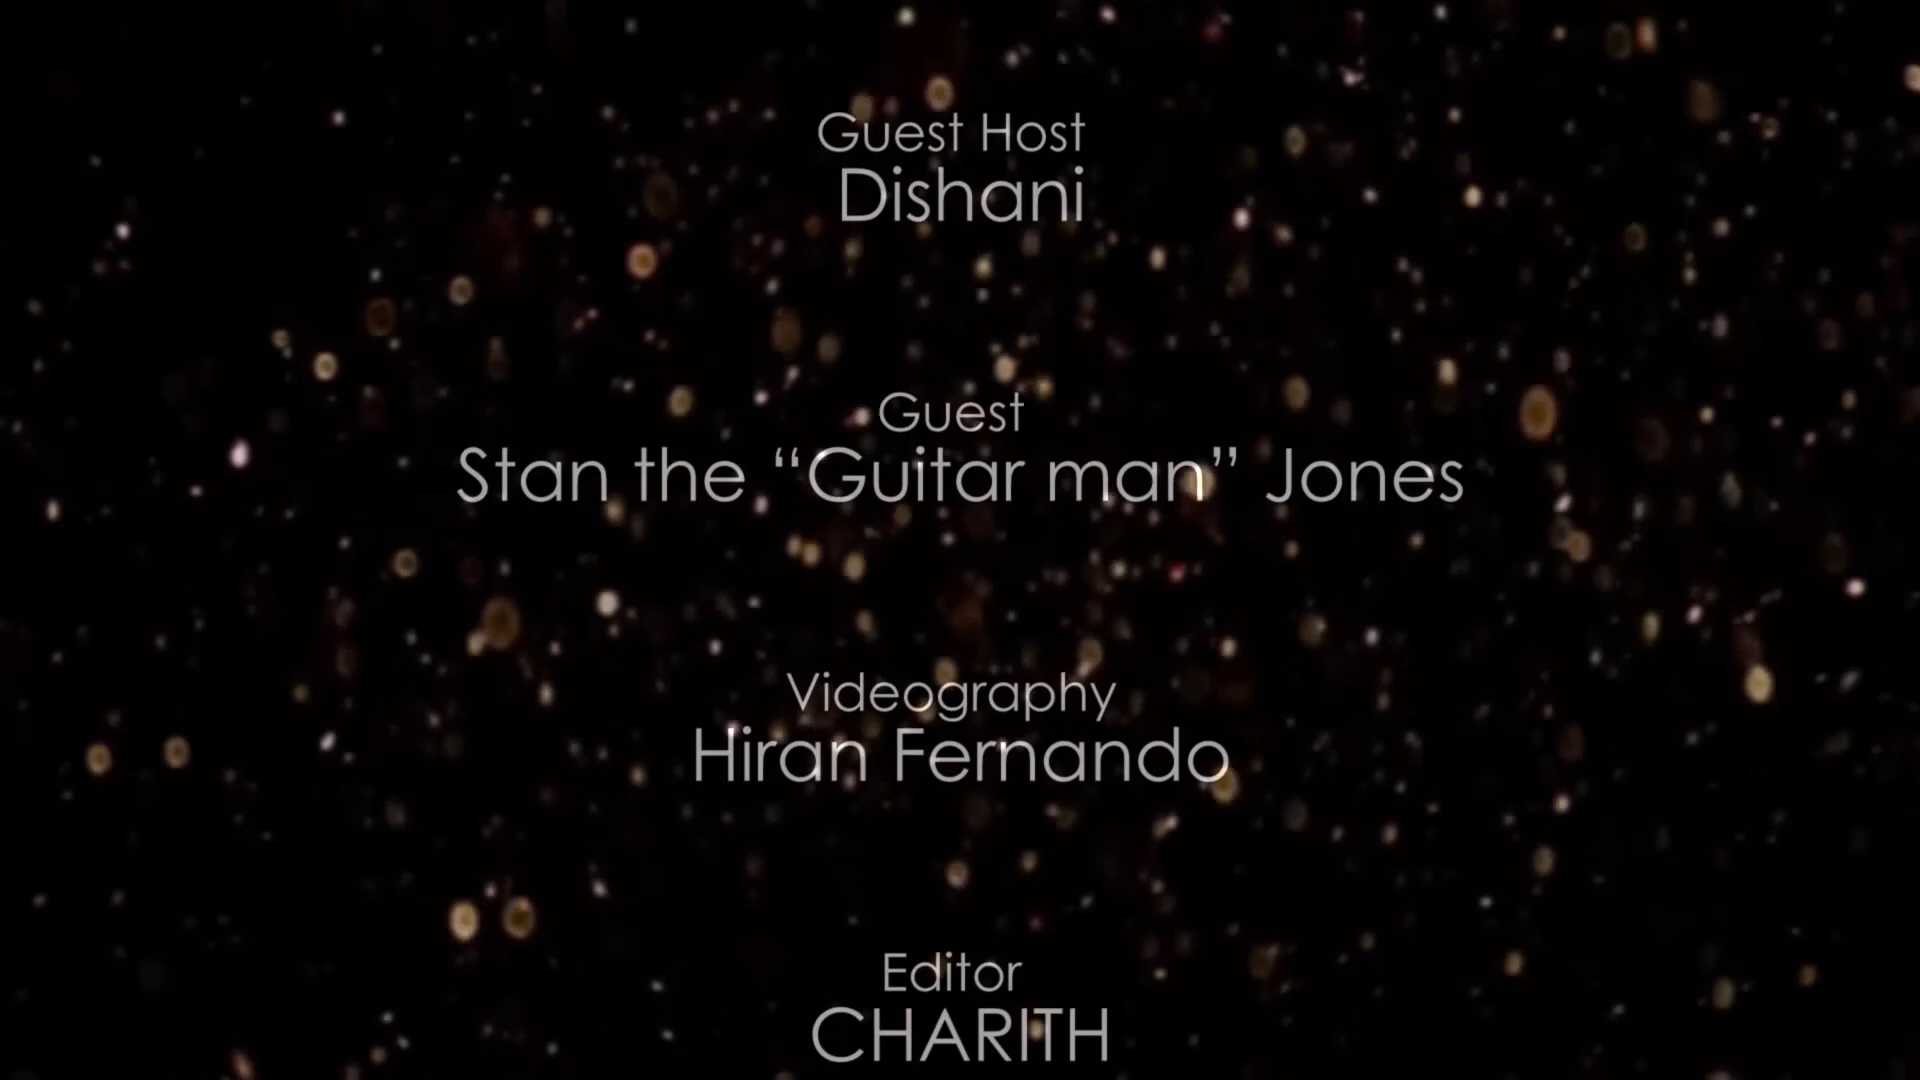 Guest Host
Dishani
Guest
Stan the “Guitar man” Jones
Videography
Hiran Fernando
Editor
CHARITH